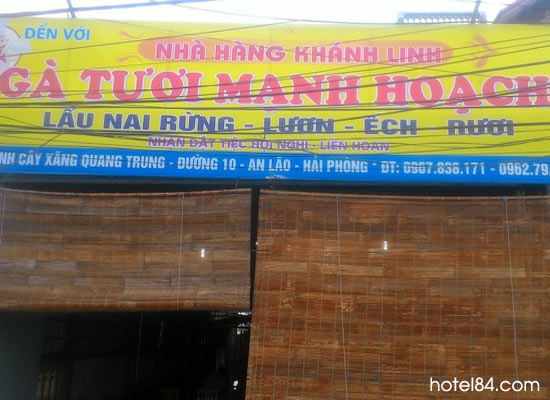 ĐẾN VỚI
NHÀ HÀNG KHÁNH LINH
GÀ TƯƠI MẠNH HOẠCH
LẨU NAI RỪNG - LƯƠN - ẾCH - RƯƠI
NHẬN ĐẶT TIỆC HỘI NGHỊ - LIÊN HOAN
CÂY XĂNG QUANG TRUNG - ĐƯỜNG 10 - AN LÃO - HẢI PHÒNG - ĐT: 0967.836.171 - 0962.79
hotel84.com